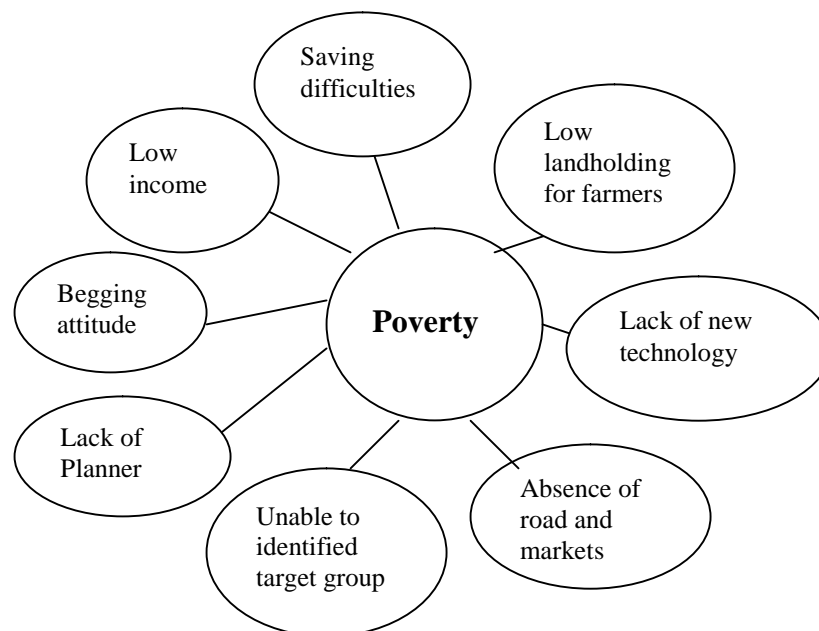 Saving
difficulties
Low
landholding
for farmers
Low
income
Begging
attitude
Poverty
Lack of new
technology
Lack of
Planner
Unable to
identified
target group
Absence of
road and
markets